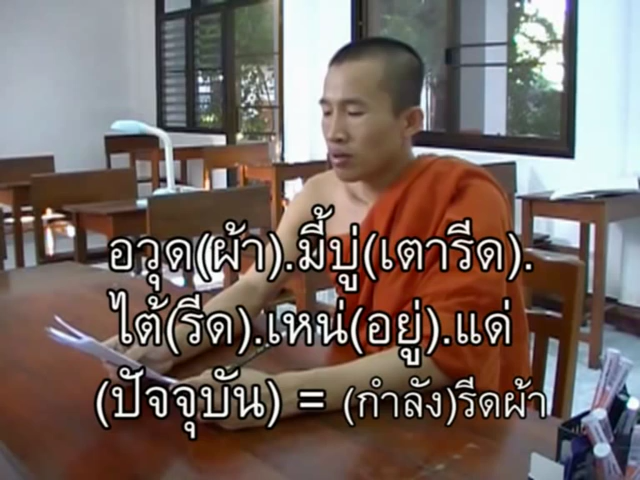 อวุด(ผ้า).มี้บู่(เตารีด).
ไต้(รีด).เหน่(อยู่).แด่
(ปัจจุบัน) = (กำลัง)รีดผ้า